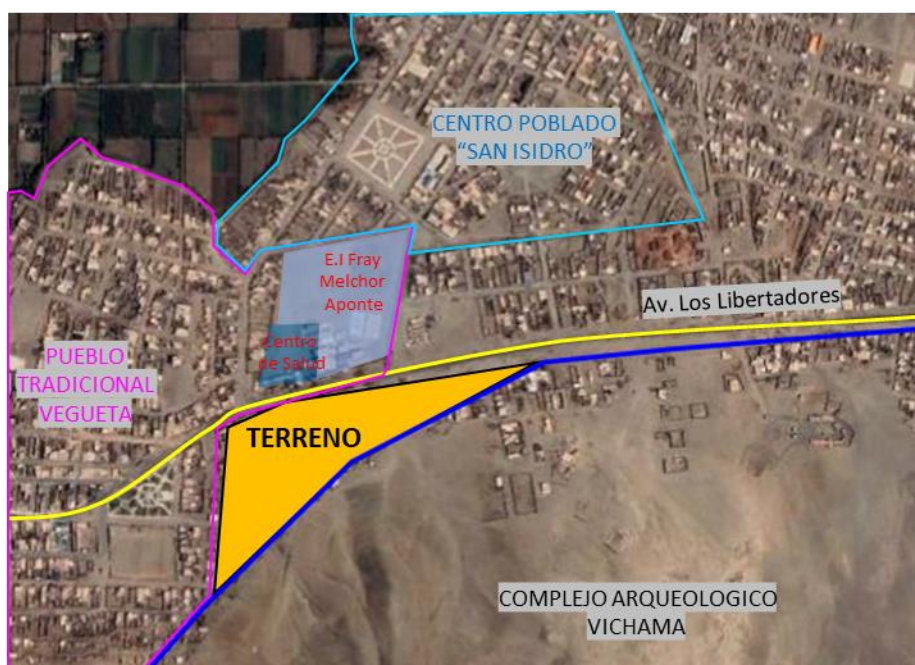 CENTRO POBLADO
“SAN ISIDRO”
E.I Fray
Melchor
Aponte
Av. Los Libertadores
Centro
de Salud
PUEBLO
TRADICIONAL
VEGUETA
TERRENO
COMPLEJO ARQUEOLOGICO
VICHAMA